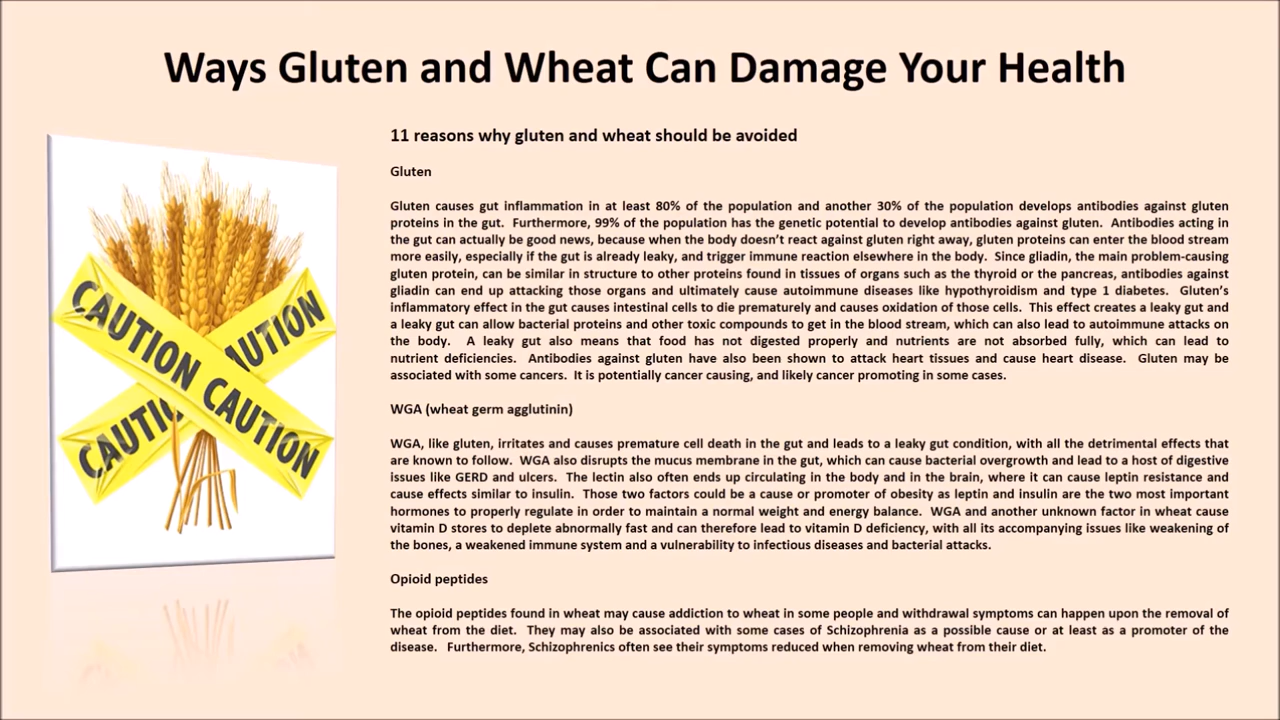 Ways Gluten and Wheat Can Damage Your Health
11 reasons why gluten and wheat should be avoided
Gluten
Gluten causes gut inflammation in at least 80% of the population and another 30% of the population develops antibodies against gluten
proteins in the gut. Furthermore, 99% of the population has the genetic potential to develop antibodies against gluten. Antibodies acting in
the gut can actually be good news, because when the body doesn't react against gluten right away, gluten proteins can enter the blood stream
more easily, especially if the gut is already leaky, and trigger immune reaction elsewhere in the body. Since gliadin, the main problem-causing
gluten protein, can be similar in structure to other proteins found in tissues of organs such as the thyroid or the pancreas, antibodies against
gliadin can end up attacking those organs and ultimately cause autoimmune diseases like hypothyroidism and type 1 diabetes. Gluten's
inflammatory effect in the gut causes intestinal cells to die prematurely and causes oxidation of those cells. This effect creates a leaky gut and
a leaky gut can allow bacterial proteins and other toxic compounds to get in the blood stream, which can also lead to autoimmune attacks on
the body. A leaky gut also means that food has not digested properly and nutrients are not absorbed fully, which can lead to
nutrient deficiencies. Antibodies against gluten have also been shown to attack heart tissues and cause heart disease. Gluten may be
associated with some cancers. It is potentially cancer causing, and likely cancer promoting in some cases.
WGA (wheat germ agglutinin)
WGA, like gluten, irritates and causes premature cell death in the gut and leads to a leaky gut condition, with all the detrimental effects that
are known to follow. WGA also disrupts the mucus membrane in the gut, which can cause bacterial overgrowth and lead to a host of digestive
issues like GERD and ulcers. The lectin also often ends up circulating in the body and in the brain, where it can cause leptin resistance and
cause effects similar to insulin. Those two factors could be a cause or promoter of obesity as leptin and insulin are the two most important
hormones to properly regulate in order to maintain a normal weight and energy balance. WGA and another unknown factor in wheat cause
vitamin D stores to deplete abnormally fast and can therefore lead to vitamin D deficiency, with all its accompanying issues like weakening of
the bones, a weakened immune system and a vulnerability to infectious diseases and bacterial attacks.
Opioid peptides
The opioid peptides found in wheat may cause addiction to wheat in some people and withdrawal symptoms can happen upon the removal of
wheat from the diet. They may also be associated with some cases of Schizophrenia as a possible cause or at least as a promoter of the
disease. Furthermore, Schizophrenics often see their symptoms reduced when removing wheat from their diet.
CAUTION CAUTION
CAUTIO AUTION